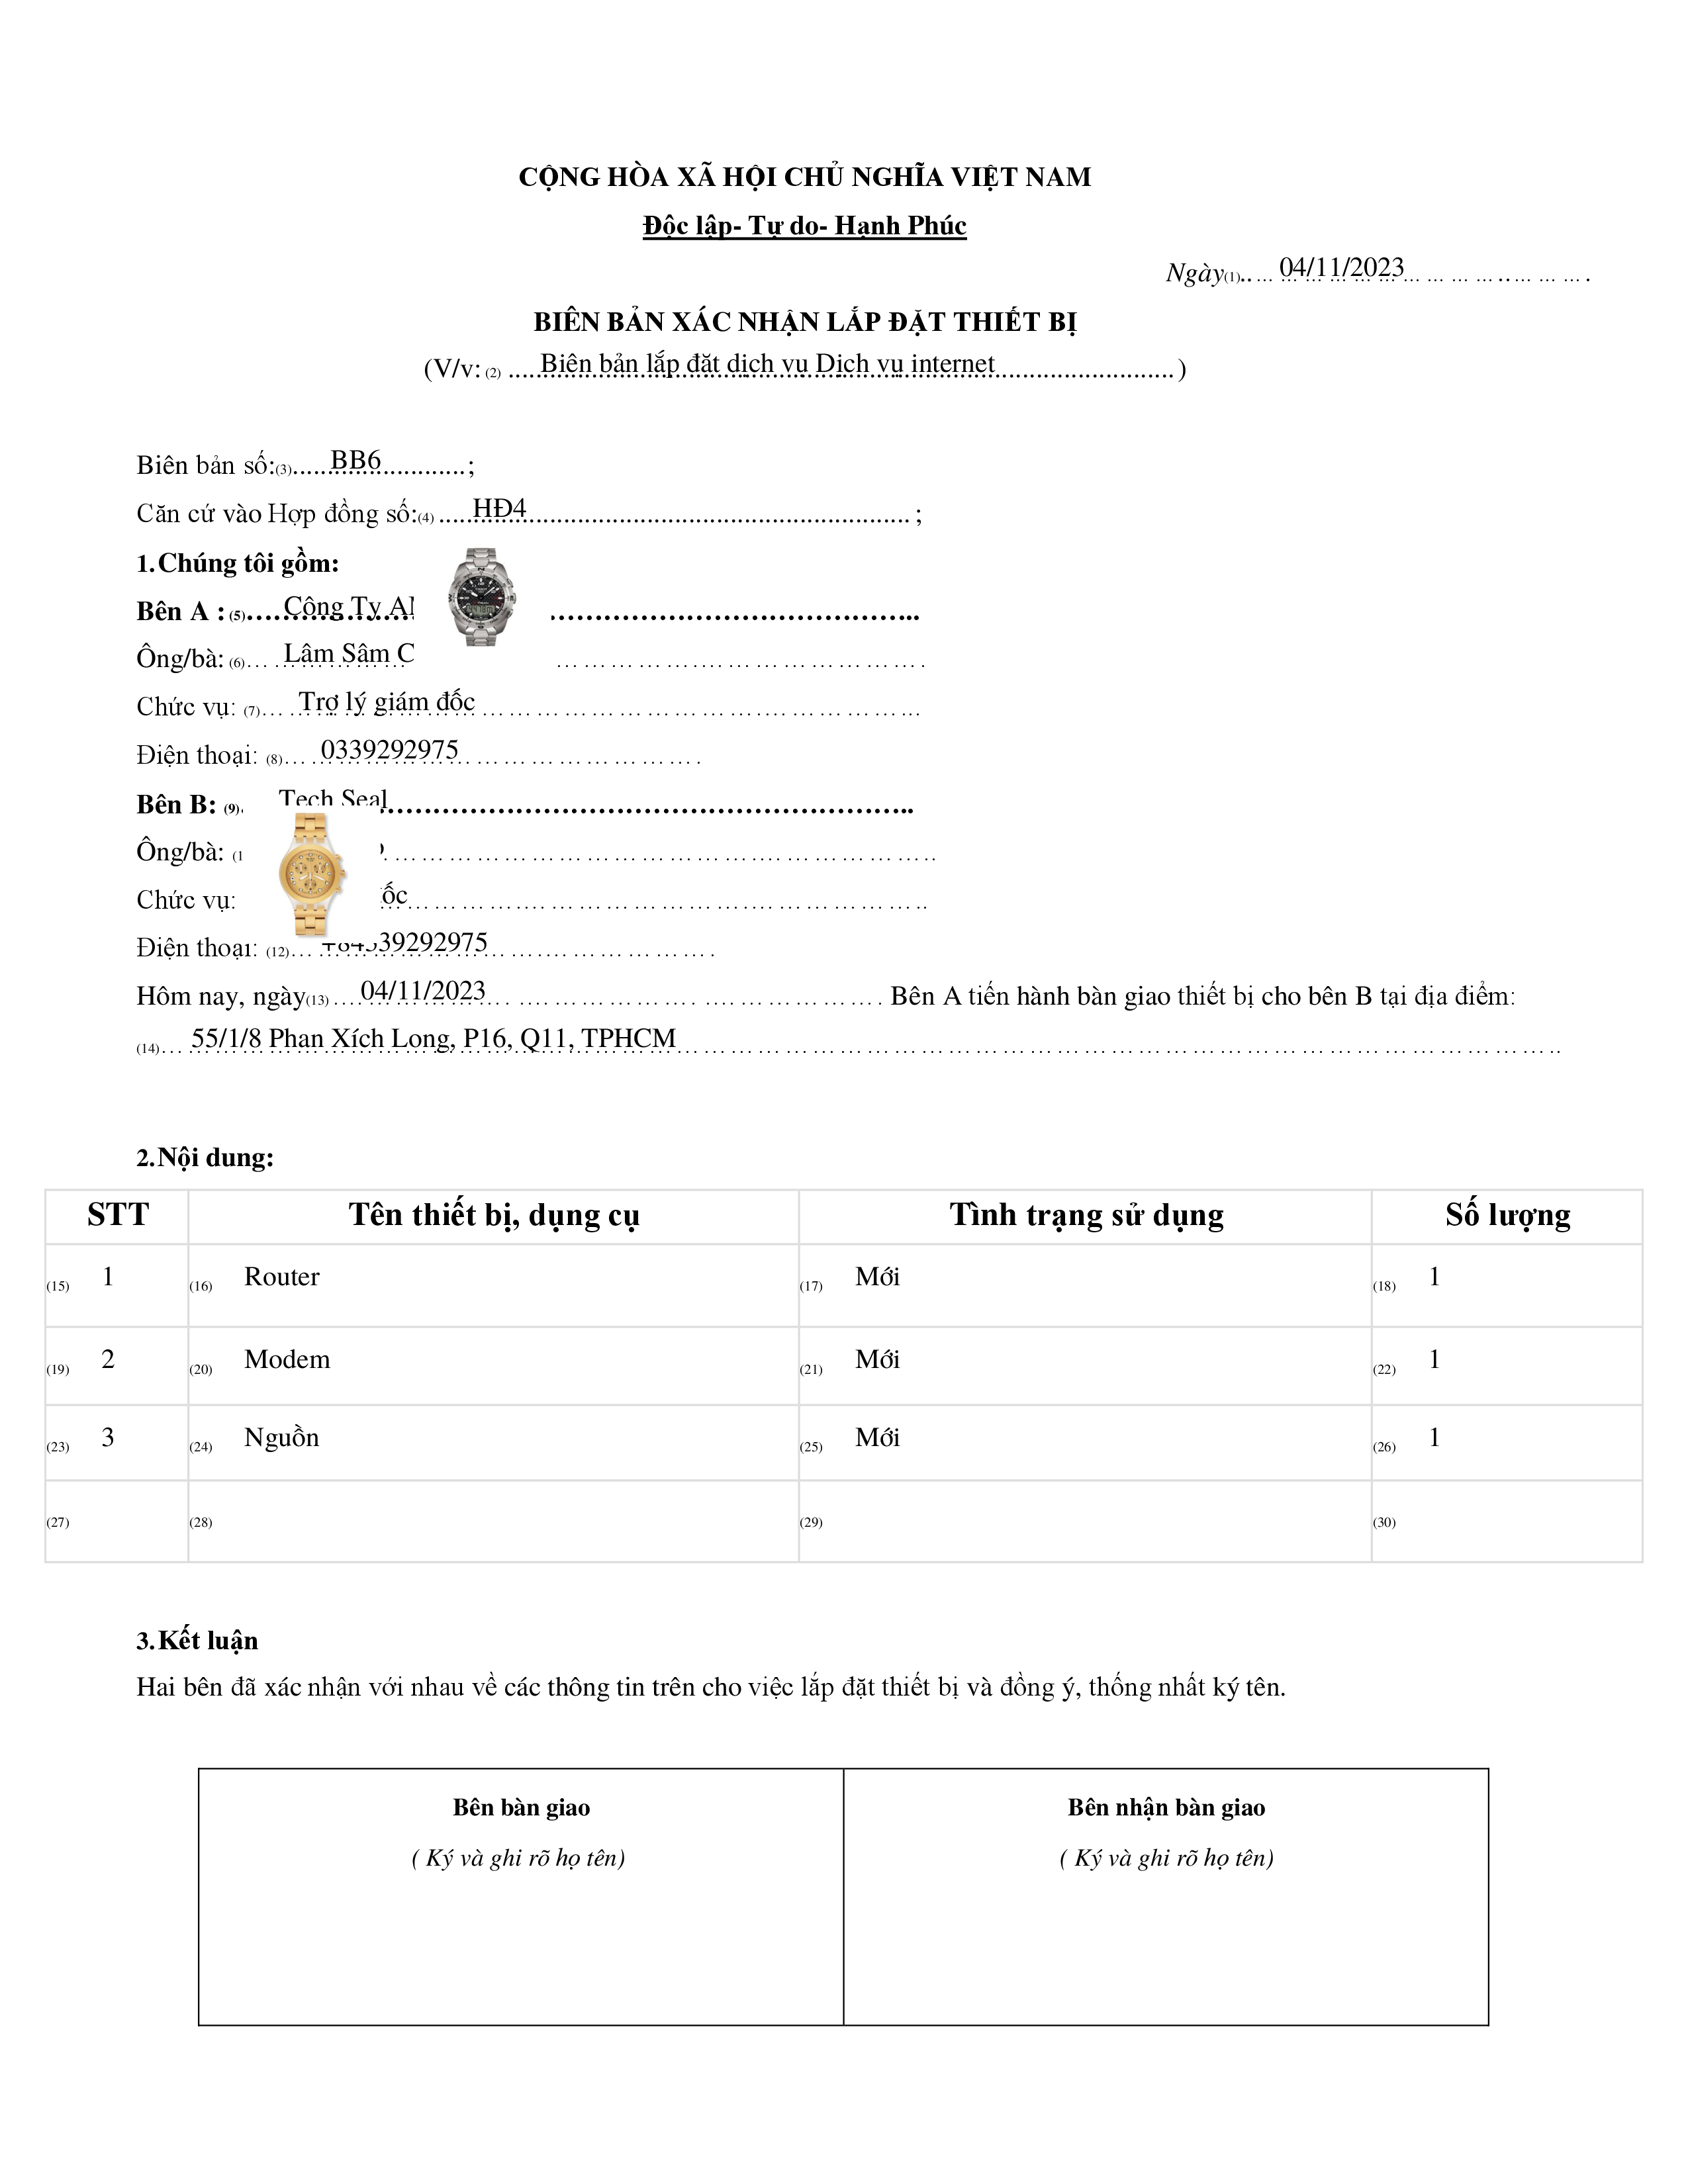 CỘNG HÒA XÃ HỘI CHỦ NGHĨA VIỆT NAM
Độc lập- Tự do- Hạnh Phúc
Ngày(1)..... 04/11/2023 ..............
BIÊN BẢN XÁC NHẬN LẮP ĐẶT THIẾT BỊ
(V/v: (2) .... Biên bản lắp đặt dịch vụ Dịch vụ internet ..........................)
Biên bản số:(3)..... BB6 ............;
Căn cứ vào Hợp đồng số:(4) .... HĐ4 ..................................................;
1.Chúng tôi gồm:
Bên A : (5).... Công Ty ...........................................
Ông/bà: (6)... Lâm Sâm ...........................
Chức vụ: (7)... Trợ lý giám đốc ...........................................
Điện thoại: (8)... 0339292975 .........................
Bên B: (9). Tech Seal ......................................................
Ông/bà: ............................................
Chức vụ: ............................................
Điện thoại: (12)... 39292975 .....................
Hôm nay, ngày(13) .... 04/11/2023 .................................. Bên A tiến hành bàn giao thiết bị cho bên B tại địa điểm:
(14)... 55/1/8 Phan Xích Long, P16, Q11, TPHCM ............................................................
2.Nội dung:
STT Tên thiết bị, dụng cụ Tình trạng sử dụng Số lượng
(15) 1 (16) Router (17) Mới (18) 1
(19) 2 (20) Modem (21) Mới (22) 1
(23) 3 (24) Nguồn (25) Mới (26) 1
(27) (28) (29) (30)
3.Kết luận
Hai bên đã xác nhận với nhau về các thông tin trên cho việc lắp đặt thiết bị và đồng ý, thống nhất ký tên.
Bên bàn giao Bên nhận bàn giao
( Ký và ghi rõ họ tên) ( Ký và ghi rõ họ tên)